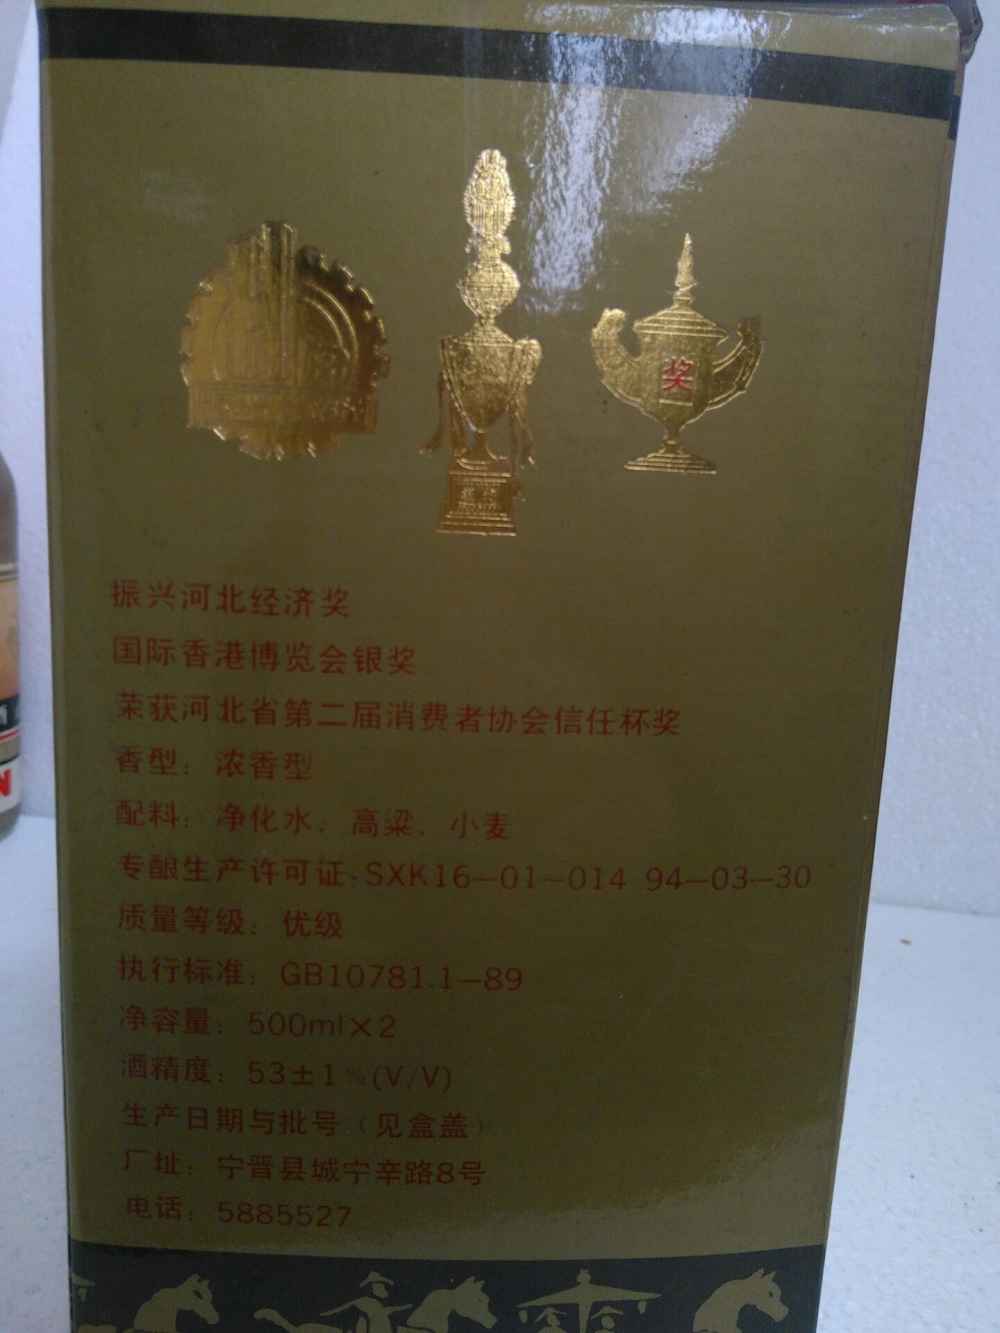 奖
振兴河北经济奖
国际香港博览会银奖
荣获河北省第二届消费者协会信任杯奖
香型：浓香型
配料：净化水、高粱、小麦
专酿生产许可证：SXK16-01-014 94-03-30
质量等级：优级
执行标准：GB10781.1-89
净容量：500ml×2
酒精度：53±1%(V/V)
生产日期与批号（见盒盖）
厂址：宁晋县城宁辛路8号
电话：5885527